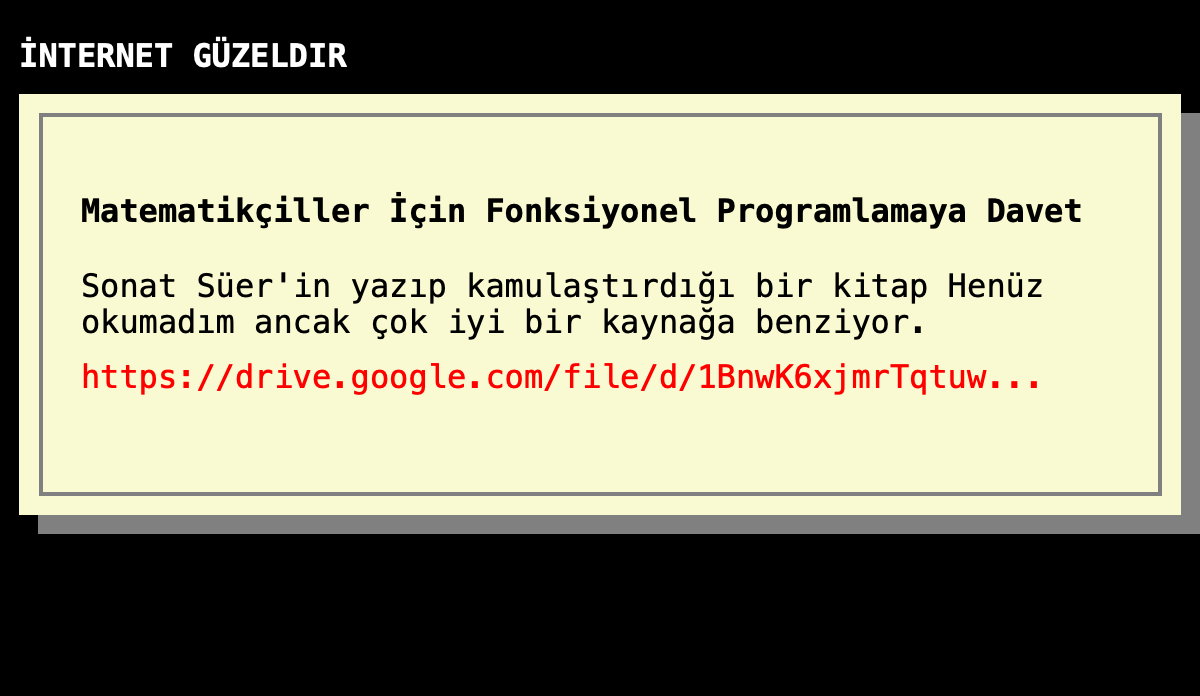 İNTERNET GÜZELDIR
Matematikçiller İçin Fonksiyonel Programlamaya Davet
Sonat Süer'in yazıp kamulaştırdığı bir kitap Henüz
okumadım ancak çok iyi bir kaynağa benziyor.
https://drive.google.com/file/d/1BnwK6xjmrTqtuw...